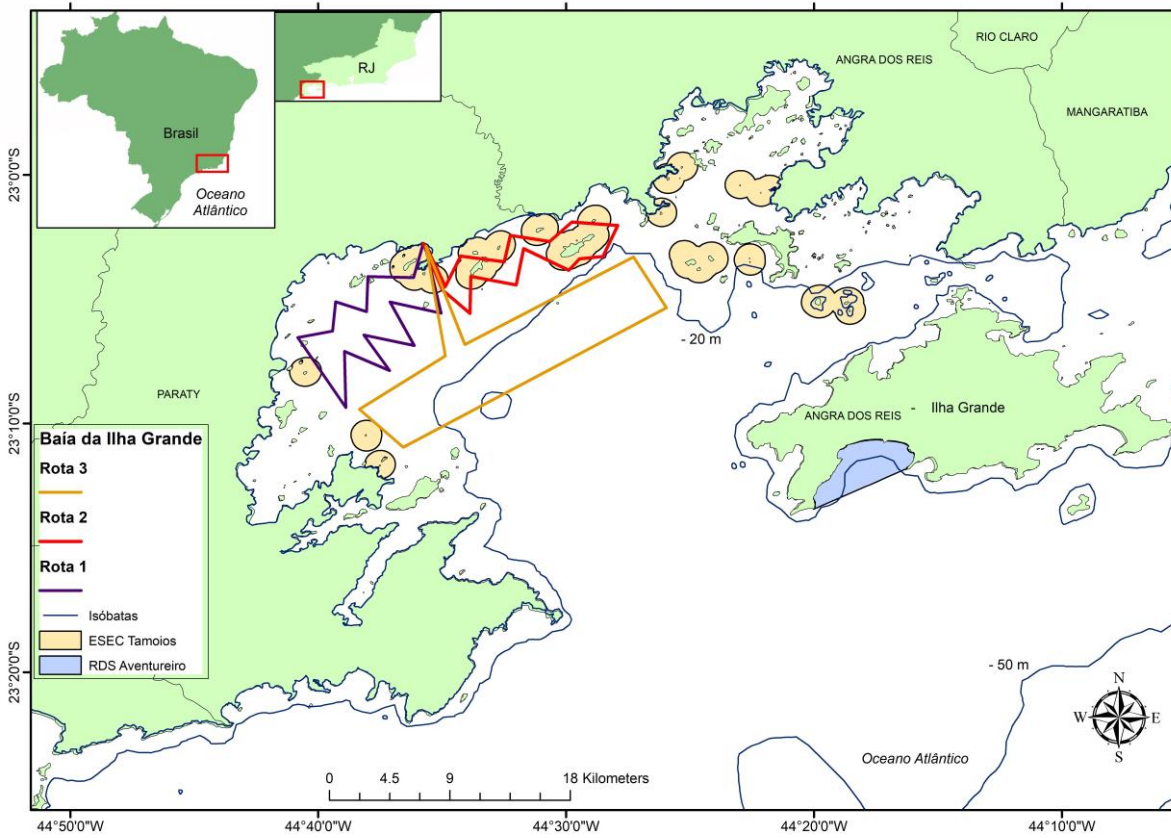 Brasil
Oceano
Atlântico
RJ
RIO CLARO
ANGRA DOS REIS
MANGARATIBA
PARATY
- 20 m
ANGRA DOS REIS
- Ilha Grande
- 50 m
Oceano Atlântico
Baía da Ilha Grande
Rota 3
Rota 2
Rota 1
Isóbatas
ESEC Tamoios
RDS Aventureiro
0 4.5 9 18 Kilometers
N
W E
S
23°0'0"S
23°10'0"S
23°20'0"S
44°50'0"W 44°40'0"W 44°30'0"W 44°20'0"W 44°10'0"W